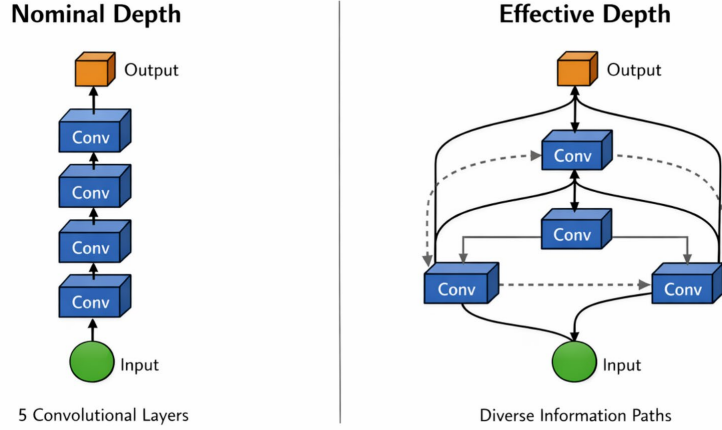 Nominal Depth
Output
Conv
Conv
Conv
Conv
Input
5 Convolutional Layers
Effective Depth
Output
Conv
Conv
Conv
Conv
Input
Diverse Information Paths